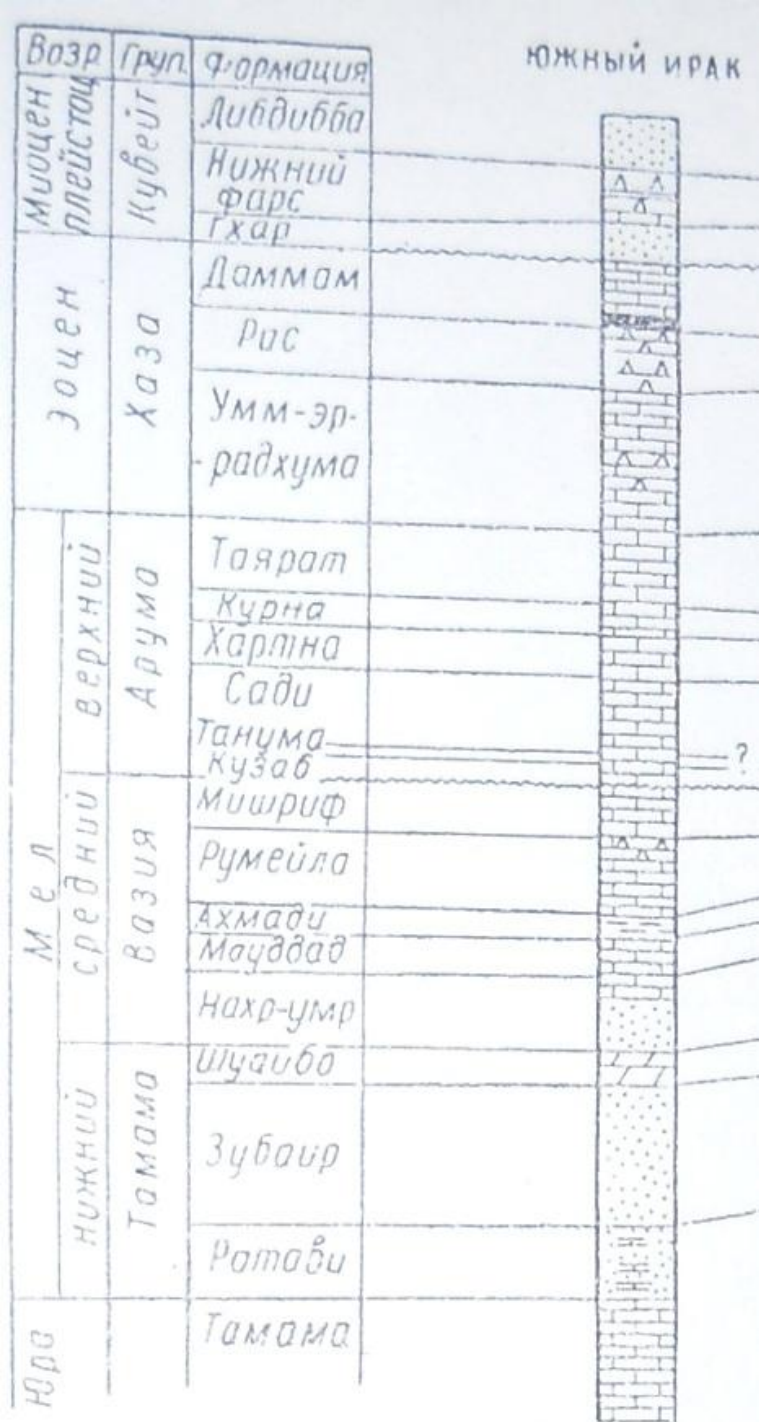 Возр. Груп. Формация
ЮЖНЫЙ ИРАК
Миоцен
плейстоц
Кувейт
Либдибба
Нижний
фарс
Гхар
Эоцен
Хаза
Даммам
Рас
Умм-эр-
-радхума
Мел
верхний
Арума
Таярат
Курна
Хартна
Сади
Танума
Кузаб
?
средний
Вазия
Мишриф
Румейла
Ахмади
Мауддад
Нахр-умр
нижний
Тамама
Шуаиба
Зубаир
Ратави
Юра
Тамама